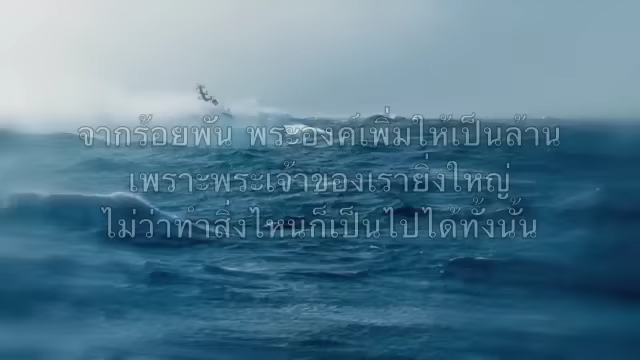 จากร้อยพัน พระองค์เพิ่มให้เป็นล้าน
เพราะพระเจ้าของเรายิ่งใหญ่
ไม่ว่าทำสิ่งไหนก็เป็นไปได้ทั้งนั้น